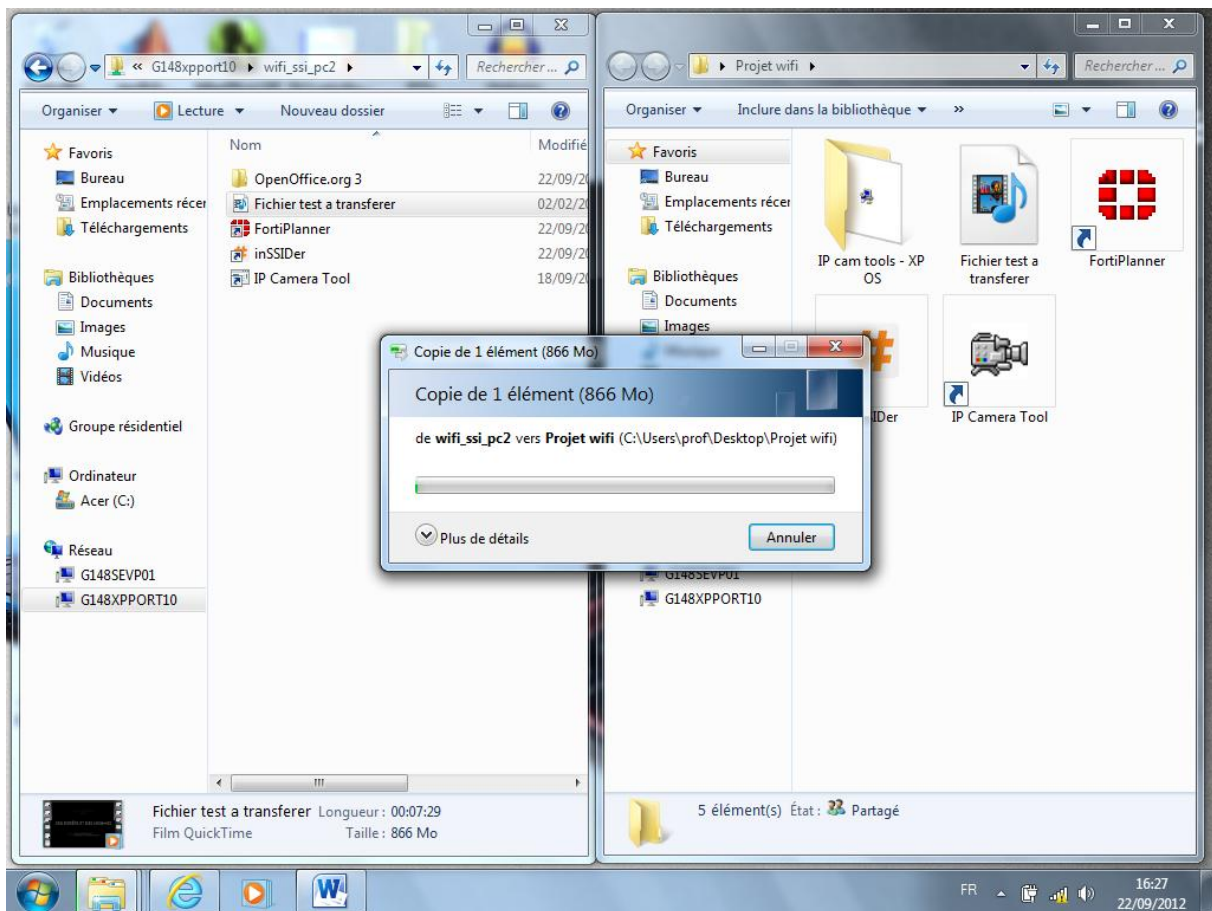 « G148xpport10 ▸ wifi_ssi_pc2 ▸
Rechercher ...
Organiser
Lecture
Nouveau dossier
Favoris
Bureau
Emplacements récer
Téléchargements
Bibliothèques
Documents
Images
Musique
Vidéos
Groupe résidentiel
Ordinateur
Acer (C:)
Réseau
G148SEVP01
G148XPPORT10
Nom
Modifié
OpenOffice.org 3
22/09/20
Fichier test a transferer
02/02/20
FortiPlanner
22/09/20
inSSIDer
22/09/20
IP Camera Tool
18/09/20
Fichier test a transferer Longueur : 00:07:29
Film QuickTime Taille : 866 Mo
▸ Projet wifi ▸
Rechercher ...
Organiser
Inclure dans la bibliothèque
»
Favoris
Bureau
Emplacements récer
Téléchargements
Bibliothèques
Documents
Images
G148SEVP01
G148XPPORT10
IP cam tools - XP
OS
Fichier test a
transferer
FortiPlanner
IDer
IP Camera Tool
5 élément(s) État : Partagé
Copie de 1 élément (866 Mo)
Copie de 1 élément (866 Mo)
de wifi_ssi_pc2 vers Projet wifi (C:\Users\prof\Desktop\Projet wifi)
Plus de détails
Annuler
FR
16:27
22/09/2012